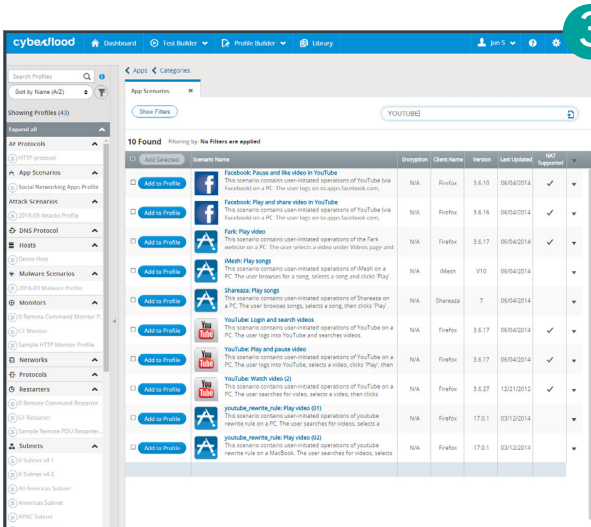 3
cyberflood Dashboard Test Builder Profile Builder Library Jon S.
Search Profiles
Sort by Name (A/Z)
Showing Profiles (43)
Expand all
AF Protocols
HTTP protocol
App Scenarios
Social Networking Apps Profile
Attack Scenarios
2016-05 Attacks Profile
DNS Protocol
Hosts
Demo Host
Malware Scenarios
2016-03 Malware Profile
Monitors
0 Remote Command Monitor P..
CF Monitor
Sample HTTP Monitor Profile
Networks
Protocols
Restarters
0 Remote Command Restarter
CF Restarter
Sample Remote PDU Restarter..
Subnets
0 Subnet v4.1
0 Subnet v4.2
All Americas Subnet
Americas Subnet
APAC Subnet
Apps Categories
App Scenarios ×
Show Filters
YOUTUBE
10 Found Filtering by: No Filters are applied
Add Selected Scenario Name Encryption Client Name Version Last Updated NAT Supported
Add to Profile Facebook: Pause and like video in YouTube N/A Firefox 3.6.10 06/04/2014 ✓
This scenario contains user-initiated operations of YouTube (via
Facebook) on a PC. The user logs on to apps.facebook com,
Add to Profile Facebook: Play and share video in YouTube N/A Firefox 3.6.16 06/04/2014 ✓
This scenario contains user-initiated operations of YouTube (via
Facebook) on a PC. The user logs on to apps.facebook com,
Add to Profile Fark: Play video N/A Firefox 3.6.17 06/04/2014 ✓
This scenario contains user-initiated operations of the Fark
website on a PC. The user selects a video under Videos page and
Add to Profile iMesh: Play songs N/A iMesh V10 06/04/2014
This scenario contains user-initiated operations of iMesh on a
PC. The user browses for a song, selects a song and clicks 'Play'.
Add to Profile Shareaza: Play songs N/A Shareaza 7 06/04/2014
This scenario contains user-initiated operations of Shareaza on
a PC. The user browses songs, selects a song, then clicks 'Play'.
Add to Profile You Tube YouTube: Login and search videos N/A Firefox 3.6.17 06/04/2014 ✓
This scenario contains user-initiated operations of YouTube on a
PC. The user logs into YouTube and searches videos.
Add to Profile You Tube YouTube: Play and pause video N/A Firefox 3.6.17 06/04/2014 ✓
This scenario contains user-initiated operations of YouTube on a
PC. The user logs into YouTube, selects a video, clicks 'Play', then
Add to Profile You Tube YouTube: Watch video (2) N/A Firefox 3.6.27 12/21/2012 ✓
This scenario contains user-initiated operations of YouTube on a
PC. The user searches for video, selects a video, then clicks
Add to Profile youtube_rewrite_rule: Play video (01) N/A Firefox 17.0.1 03/12/2014
This scenario contains user-initiated operations of youtube
rewrite rule on a PC. The user searches for videos, selects a
Add to Profile youtube_rewrite_rule: Play video (02) N/A Firefox 17.0.1 03/12/2014
This scenario contains user-initiated operations of youtube
rewrite rule on a MacBook. The user searches for videos, selects